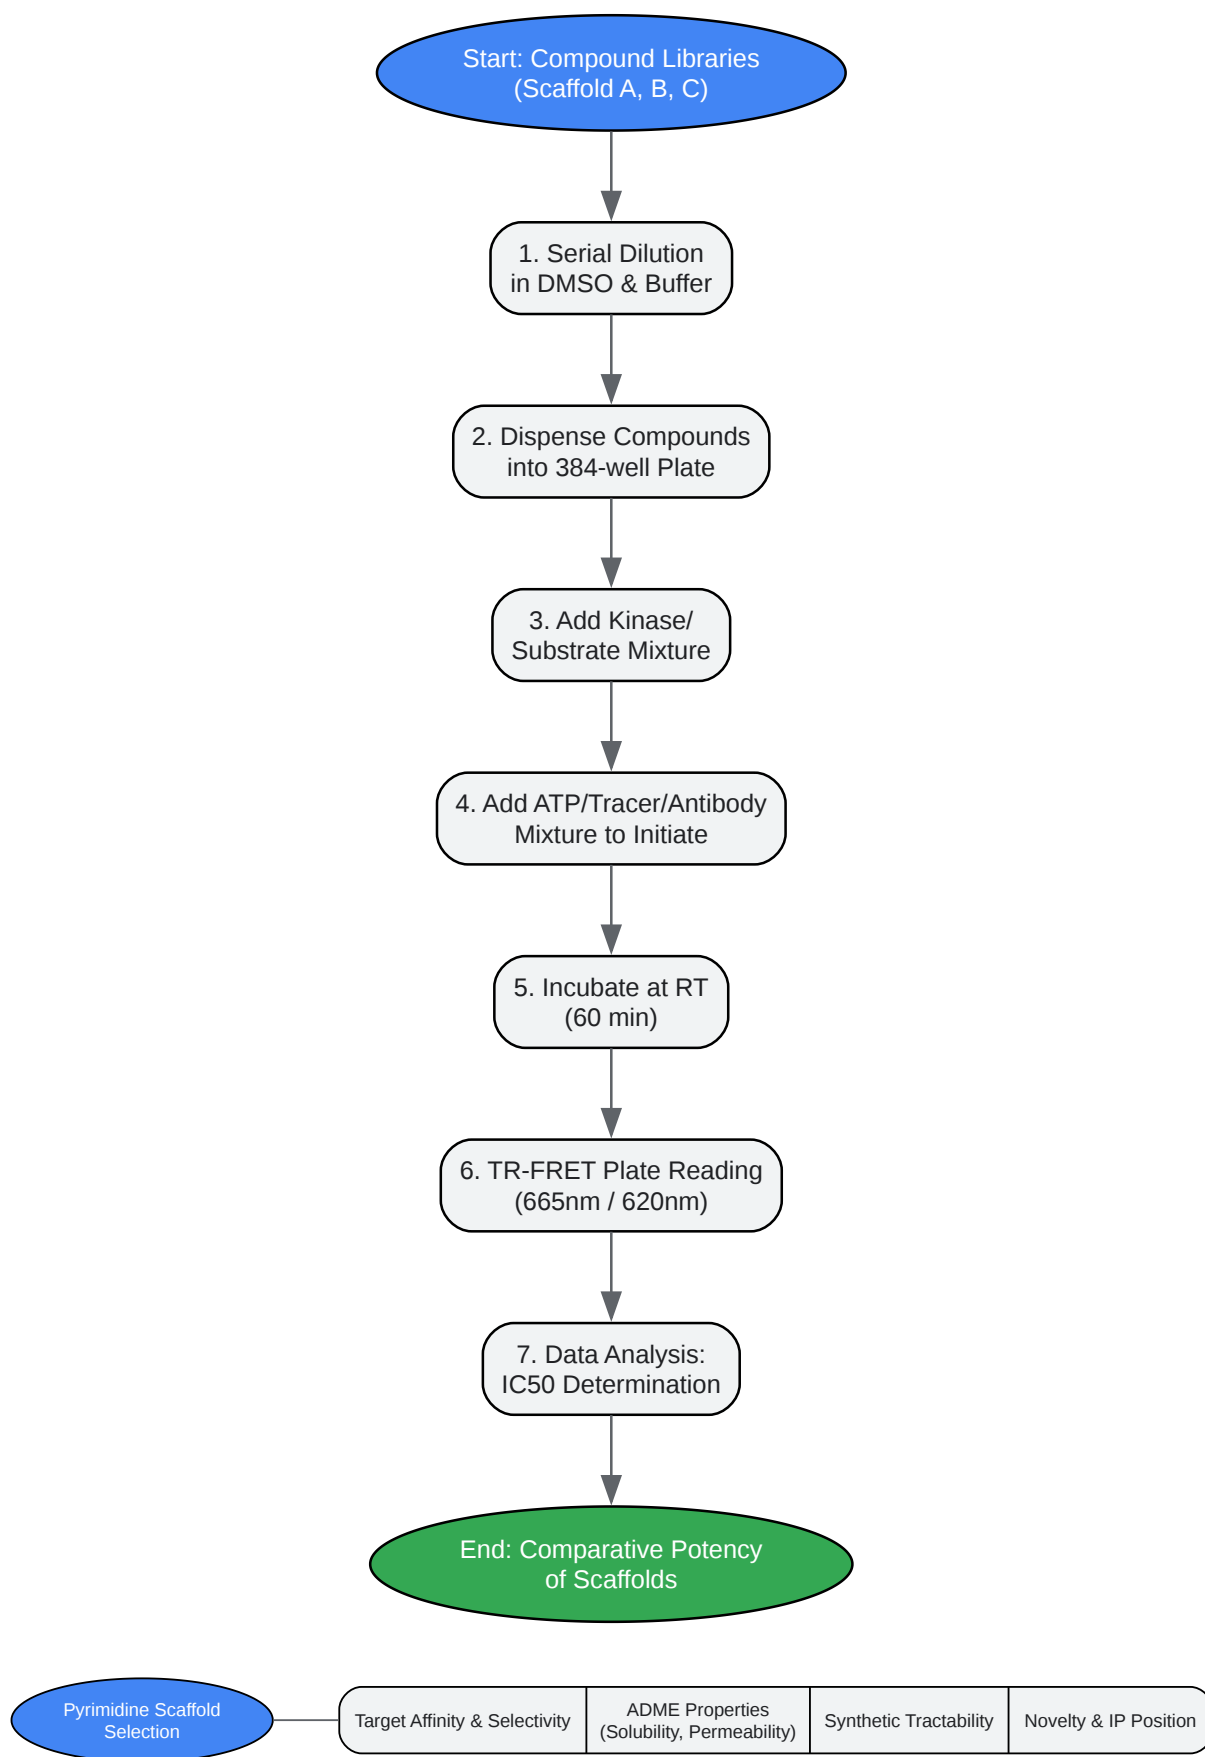 Start: Compound Libraries
(Scaffold A, B, C)
1. Serial Dilution
in DMSO & Buffer
2. Dispense Compounds
into 384-well Plate
3. Add Kinase/
Substrate Mixture
4. Add ATP/Tracer/Antibody
Mixture to Initiate
5. Incubate at RT
(60 min)
6. TR-FRET Plate Reading
(665nm / 620nm)
7. Data Analysis:
IC50 Determination
End: Comparative Potency
of Scaffolds
Pyrimidine Scaffold
Selection
Target Affinity & Selectivity
ADME Properties
(Solubility, Permeability)
Synthetic Tractability
Novelty & IP Position